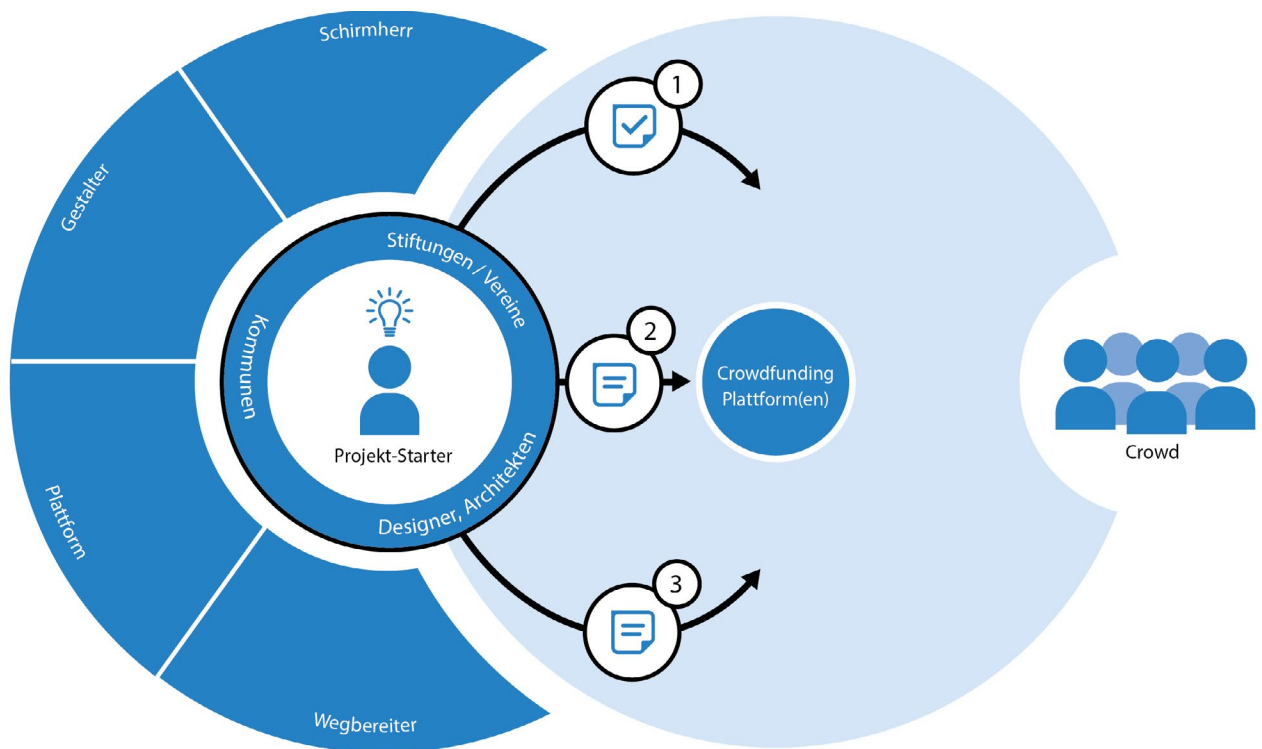 Schirmherr
Gestalter
Plattform
Wegbereiter
Stiftungen / Vereine
Kommunen
Designer, Architekten
Projekt-Starter
1
2
3
Crowdfunding
Plattform(en)
Crowd